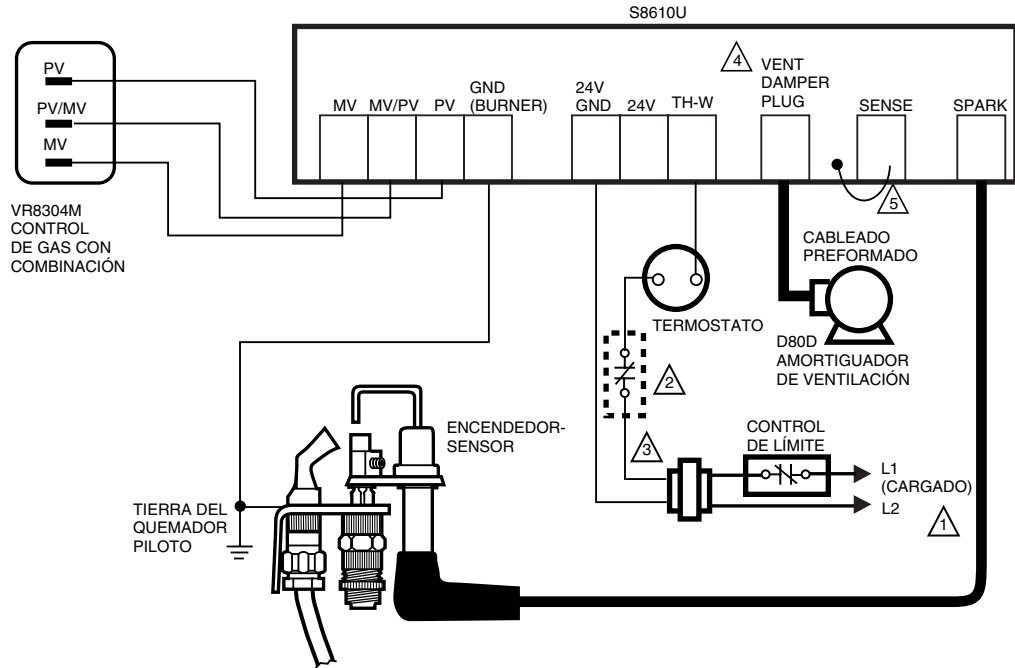 S8610U
PV
PV/MV
MV
VR8304M
CONTROL
DE GAS CON
COMBINACIÓN
MV
MV/PV
PV
GND
(BURNER)
24V
GND
24V
TH-W
4
VENT
DAMPER
PLUG
SENSE
SPARK
5
CABLEADO
PREFORMADO
TERMOSTATO
D80D
AMORTIGUADOR
DE VENTILACIÓN
2
3
CONTROL
DE LÍMITE
L1
(CARGADO)
L2
1
ENCENDEDOR-
SENSOR
TIERRA DEL
QUEMADOR
PILOTO